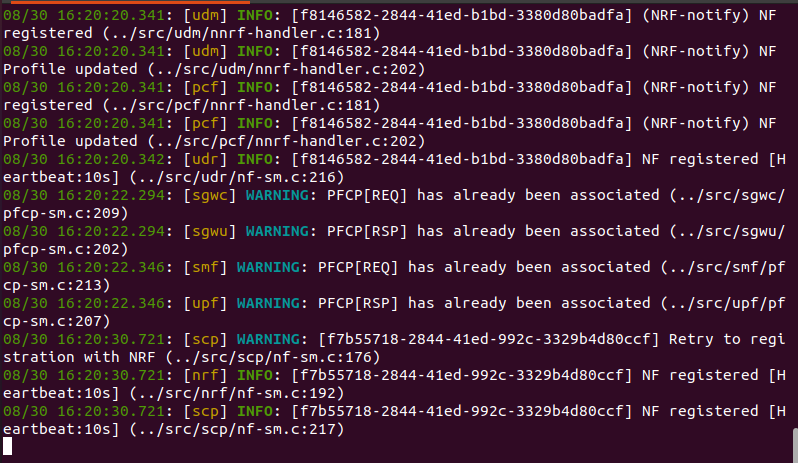 08/30 16:20:20.341: [udm] INFO: [f8146582-2844-41ed-b1bd-3380d80badfa] (NRF-notify) NF
registered (../src/udm/nnrf-handler.c:181)
08/30 16:20:20.341: [udm] INFO: [f8146582-2844-41ed-b1bd-3380d80badfa] (NRF-notify) NF
Profile updated (../src/udm/nnrf-handler.c:202)
08/30 16:20:20.341: [pcf] INFO: [f8146582-2844-41ed-b1bd-3380d80badfa] (NRF-notify) NF
registered (../src/pcf/nnrf-handler.c:181)
08/30 16:20:20.341: [pcf] INFO: [f8146582-2844-41ed-b1bd-3380d80badfa] (NRF-notify) NF
Profile updated (../src/pcf/nnrf-handler.c:202)
08/30 16:20:20.342: [udr] INFO: [f8146582-2844-41ed-b1bd-3380d80badfa] NF registered [H
eartbeat:10s] (../src/udr/nf-sm.c:216)
08/30 16:20:22.294: [sgwc] WARNING: PFCP[REQ] has already been associated (../src/sgwc/
pfcp-sm.c:209)
08/30 16:20:22.294: [sgwu] WARNING: PFCP[RSP] has already been associated (../src/sgwu/
pfcp-sm.c:202)
08/30 16:20:22.346: [smf] WARNING: PFCP[REQ] has already been associated (../src/smf/pf
cp-sm.c:213)
08/30 16:20:22.346: [upf] WARNING: PFCP[RSP] has already been associated (../src/upf/pf
cp-sm.c:207)
08/30 16:20:30.721: [scp] WARNING: [f7b55718-2844-41ed-992c-3329b4d80ccf] Retry to regi
stration with NRF (../src/scp/nf-sm.c:176)
08/30 16:20:30.721: [nrf] INFO: [f7b55718-2844-41ed-992c-3329b4d80ccf] NF registered [H
eartbeat:10s] (../src/nrf/nf-sm.c:192)
08/30 16:20:30.721: [scp] INFO: [f7b55718-2844-41ed-992c-3329b4d80ccf] NF registered [H
eartbeat:10s] (../src/scp/nf-sm.c:217)